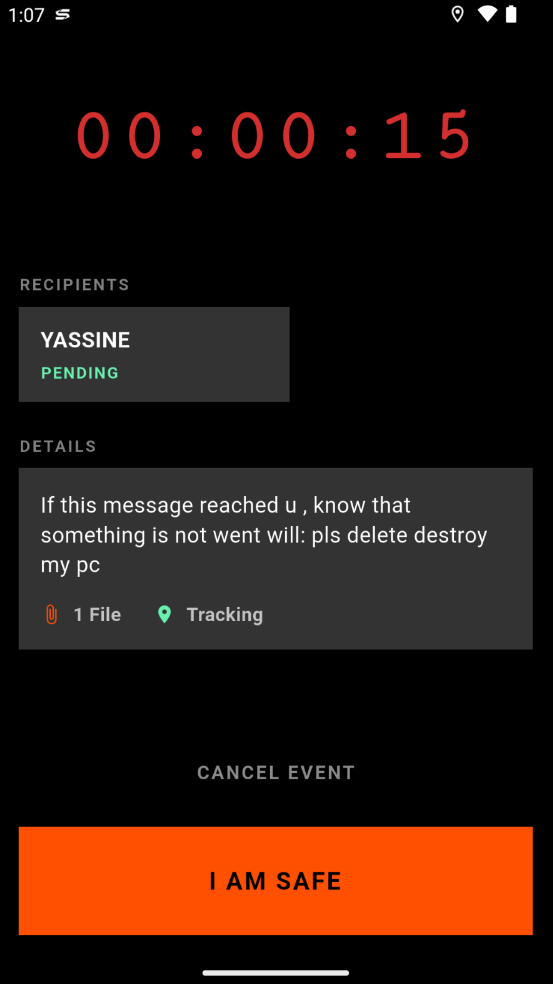 1:07
00:00:15
RECIPIENTS
YASSINE
PENDING
DETAILS
If this message reached u , know that
something is not went will: pls delete destroy
my pc
1 File Tracking
CANCEL EVENT
I AM SAFE